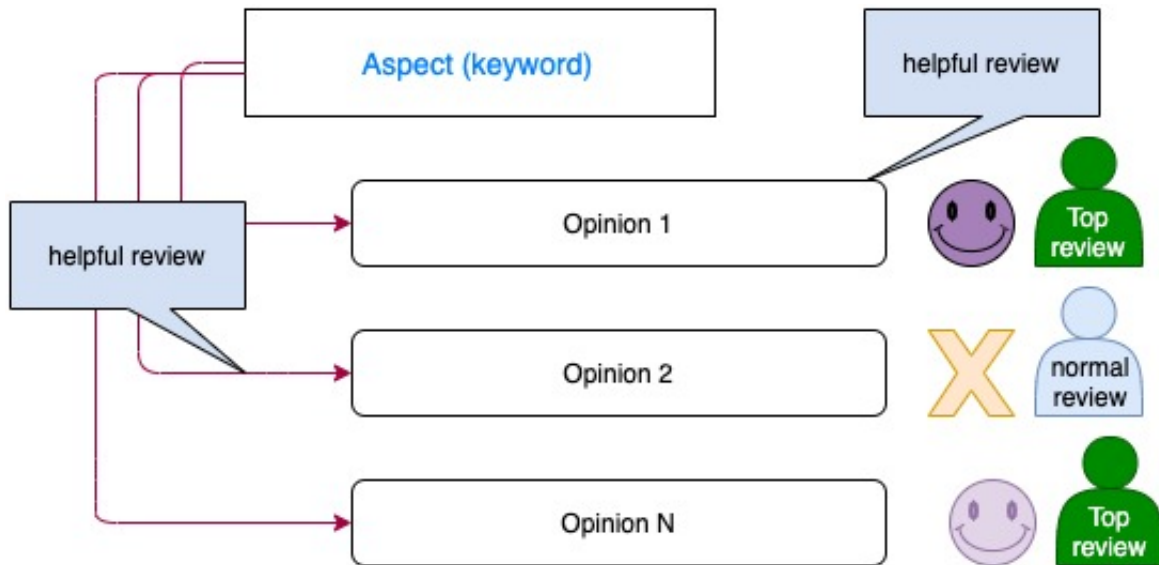 Aspect (keyword)
helpful review
Opinion 1
Top
review
helpful review
Opinion 2
normal
review
Opinion N
Top
review